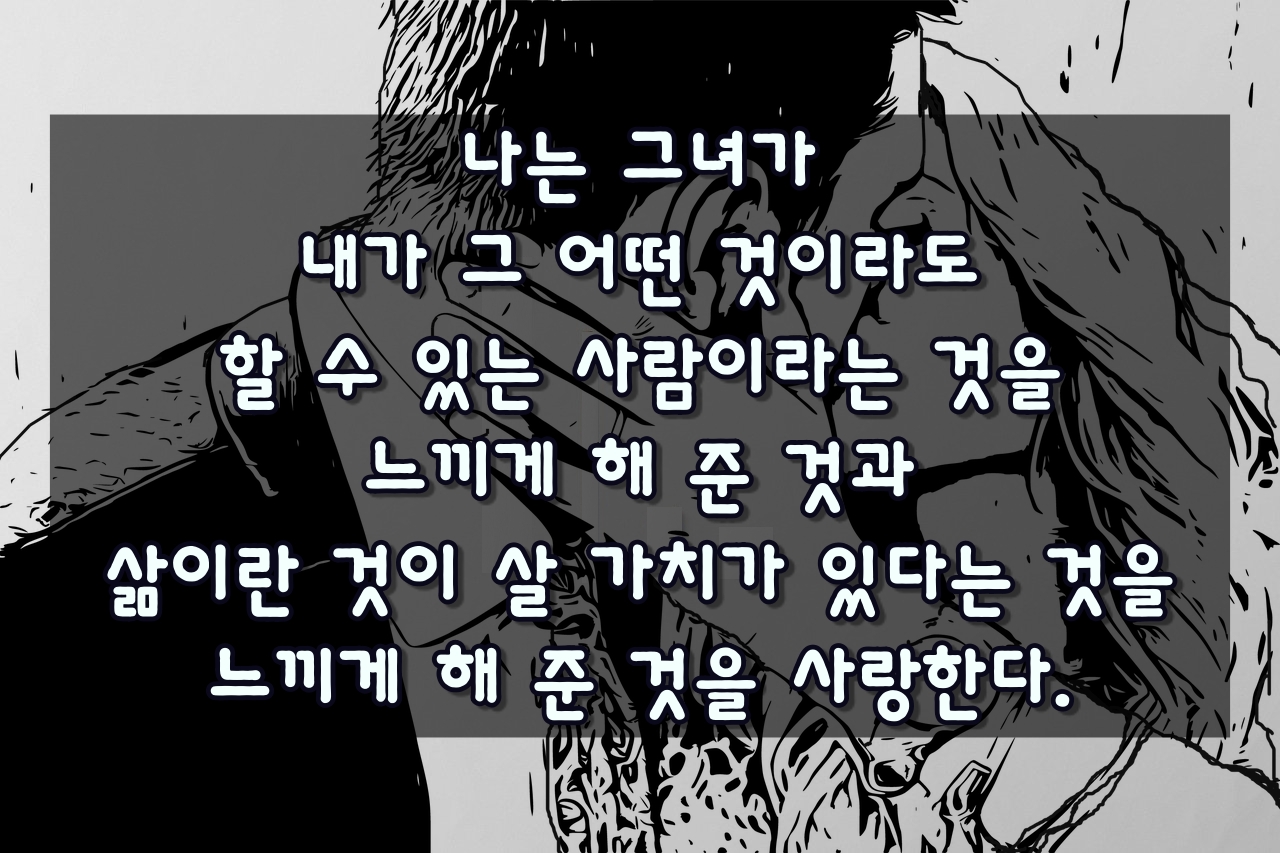 나는 그녀가
내가 그 어떤 것이라도
할 수 있는 사람이라는 것을
느끼게 해 준 것과
삶이란 것이 살 가치가 있다는 것을
느끼게 해 준 것을 사랑한다.